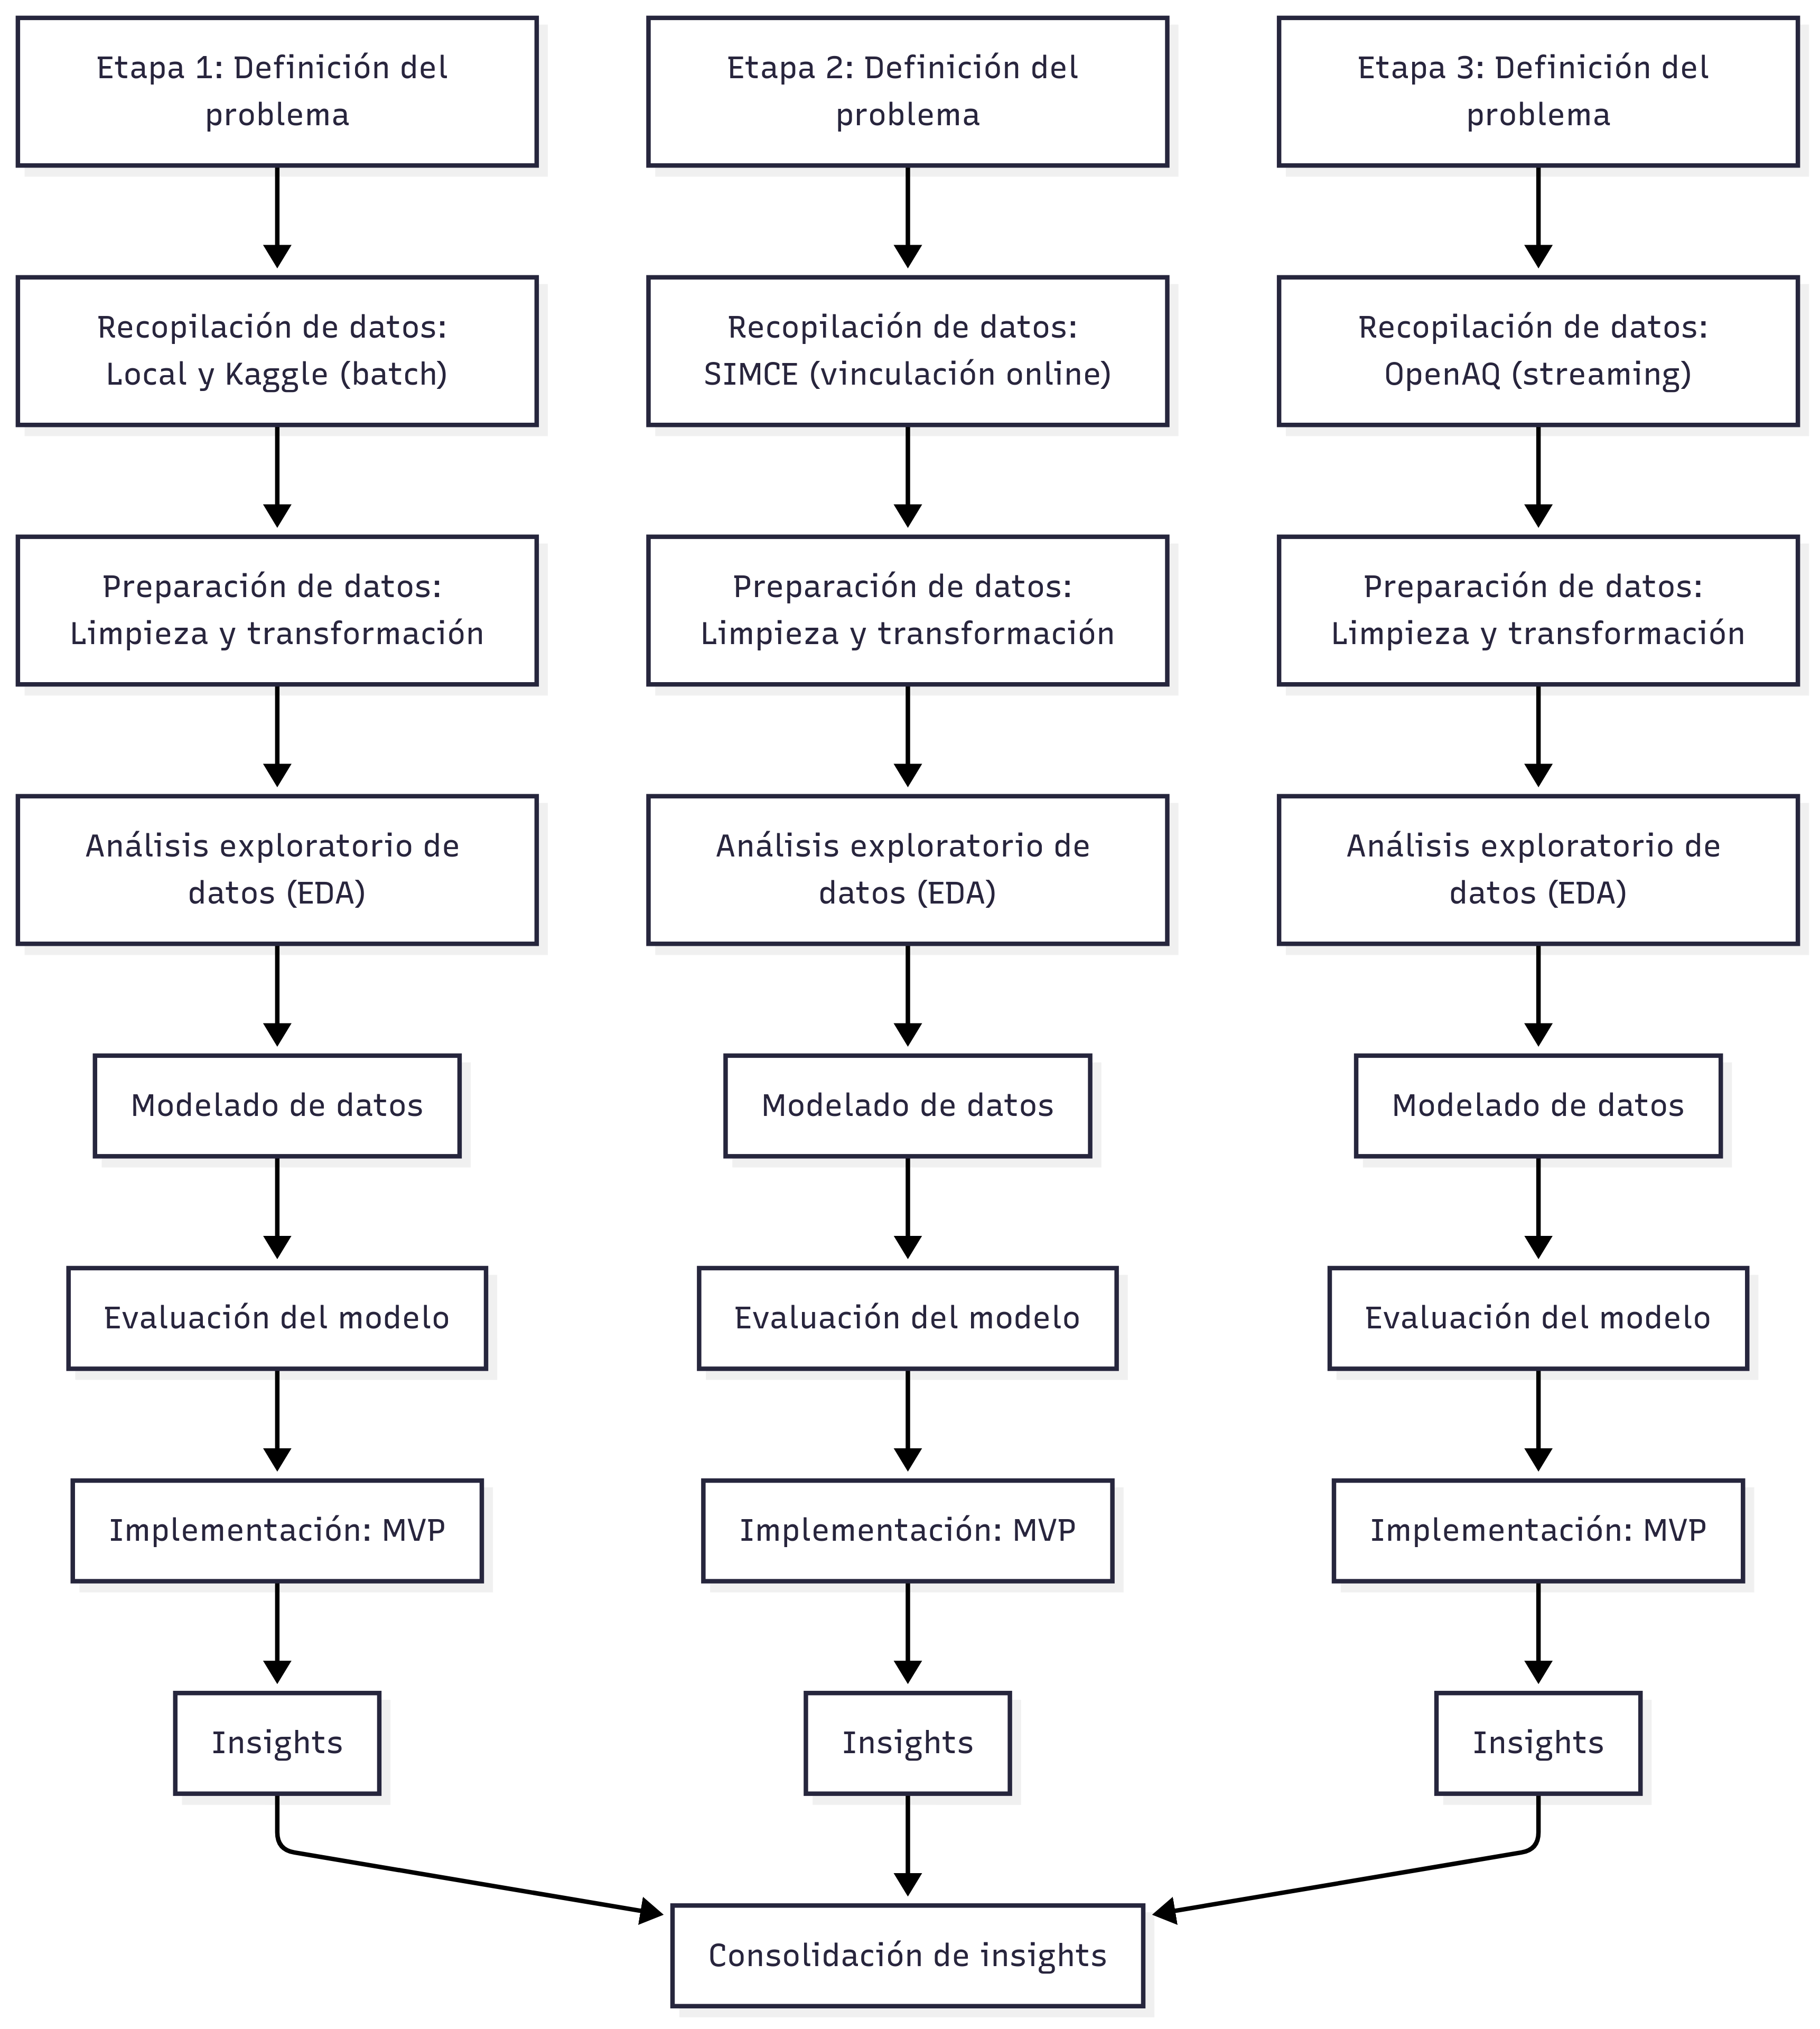 Etapa 1: Definición del
problema
Etapa 2: Definición del
problema
Etapa 3: Definición del
problema
Recopilación de datos:
Local y Kaggle (batch)
Recopilación de datos:
SIMCE (vinculación online)
Recopilación de datos:
OpenAQ (streaming)
Preparación de datos:
Limpieza y transformación
Preparación de datos:
Limpieza y transformación
Preparación de datos:
Limpieza y transformación
Análisis exploratorio de
datos (EDA)
Análisis exploratorio de
datos (EDA)
Análisis exploratorio de
datos (EDA)
Modelado de datos
Modelado de datos
Modelado de datos
Evaluación del modelo
Evaluación del modelo
Evaluación del modelo
Implementación: MVP
Implementación: MVP
Implementación: MVP
Insights
Insights
Insights
Consolidación de insights